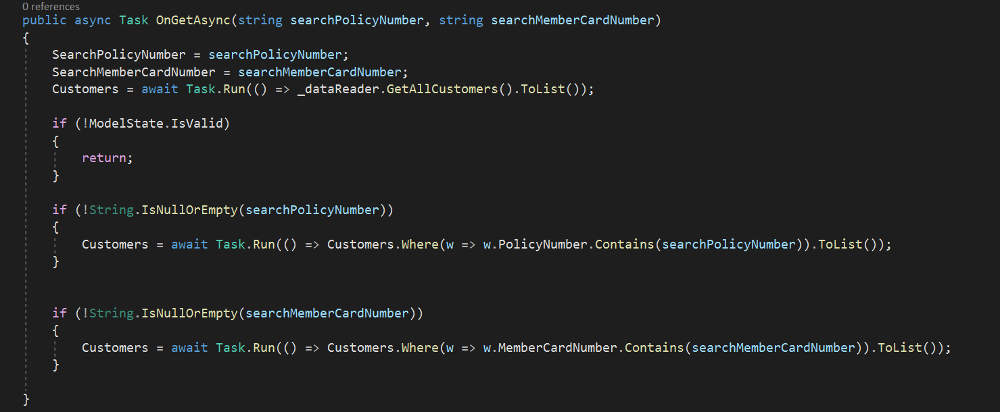 0 references
public async Task OnGetAsync(string searchPolicyNumber, string searchMemberCardNumber)
{
SearchPolicyNumber = searchPolicyNumber;
SearchMemberCardNumber = searchMemberCardNumber;
Customers = await Task.Run(() => _dataReader.GetAllCustomers().ToList());
if (!ModelState.IsValid)
{
return;
}
if (!String.IsNullOrEmpty(searchPolicyNumber))
{
Customers = await Task.Run(() => Customers.Where(w => w.PolicyNumber.Contains(searchPolicyNumber)).ToList());
}
if (!String.IsNullOrEmpty(searchMemberCardNumber))
{
Customers = await Task.Run(() => Customers.Where(w => w.MemberCardNumber.Contains(searchMemberCardNumber)).ToList());
}
}